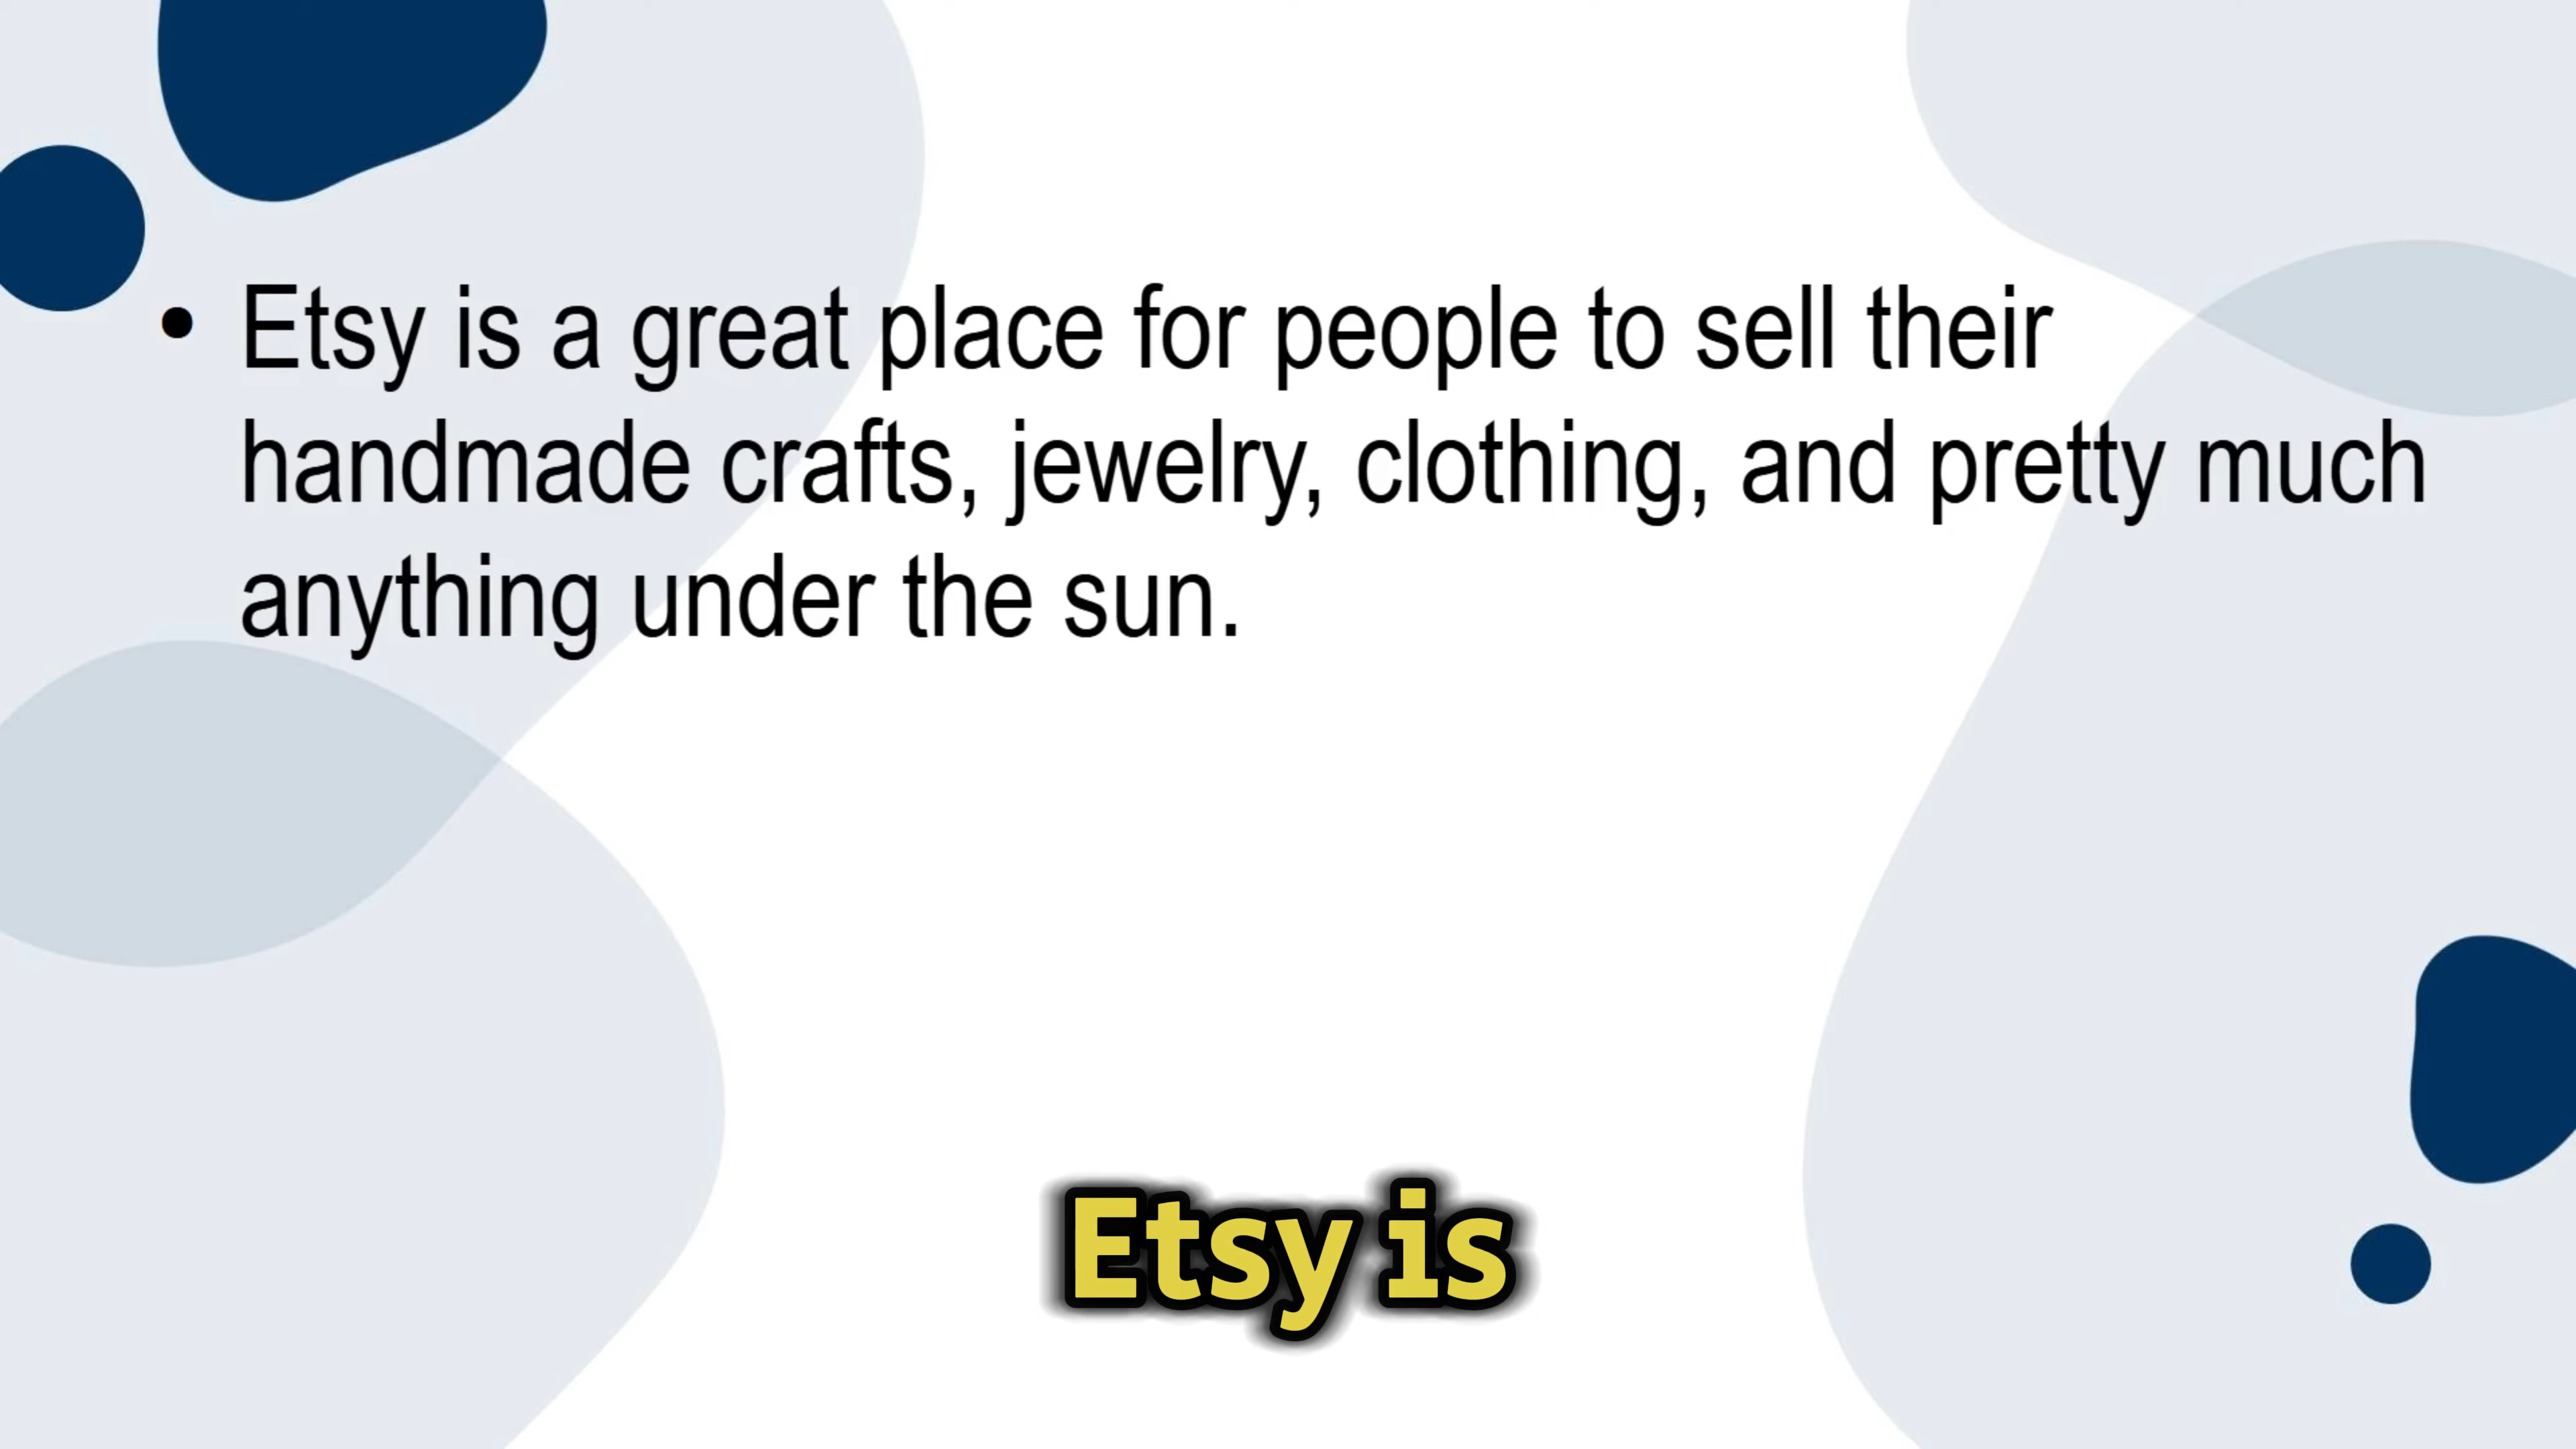 • Etsy is a great place for people to sell their
handmade crafts, jewelry, clothing, and pretty much
anything under the sun.
Etsy is